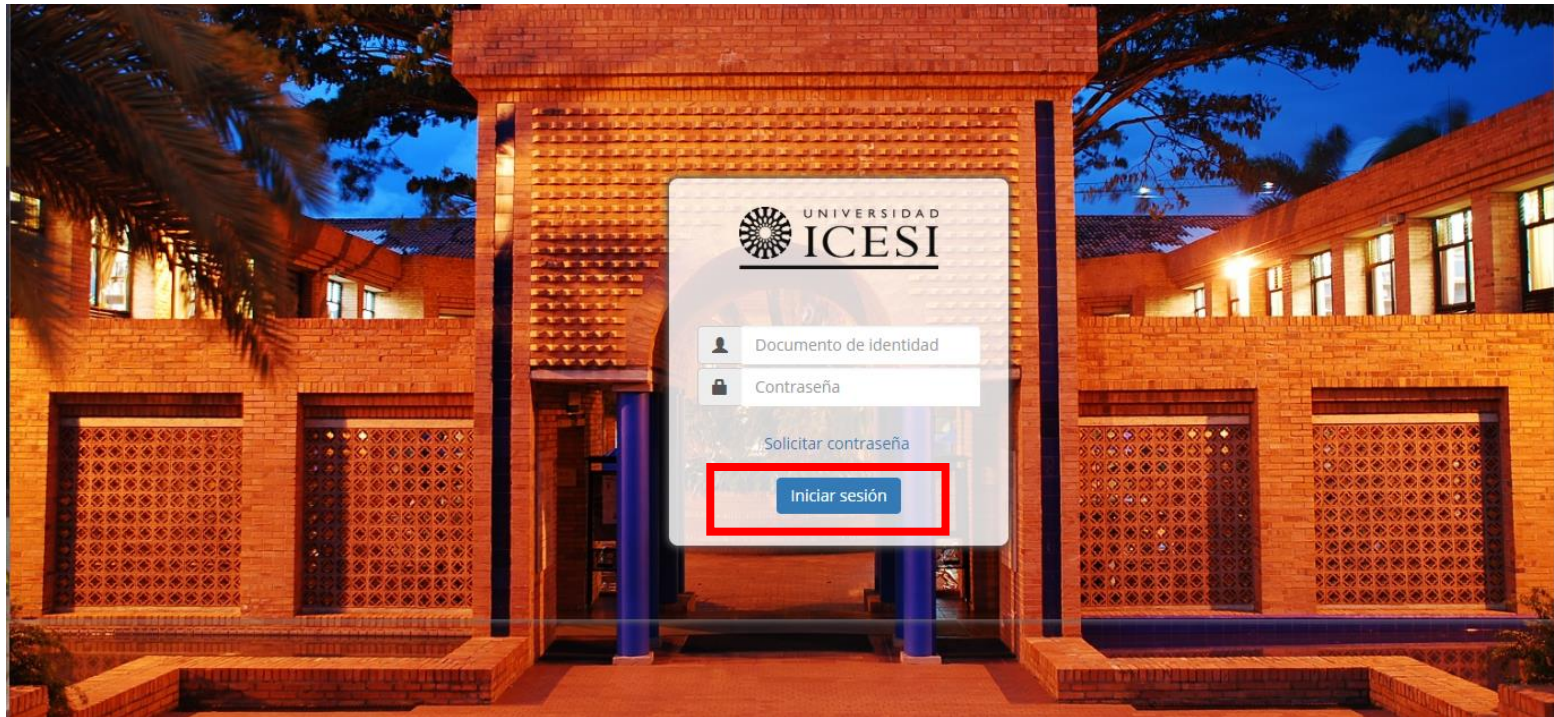 UNIVERSIDAD
ICESI
Documento de identidad
Contraseña
Solicitar contraseña
Iniciar sesión